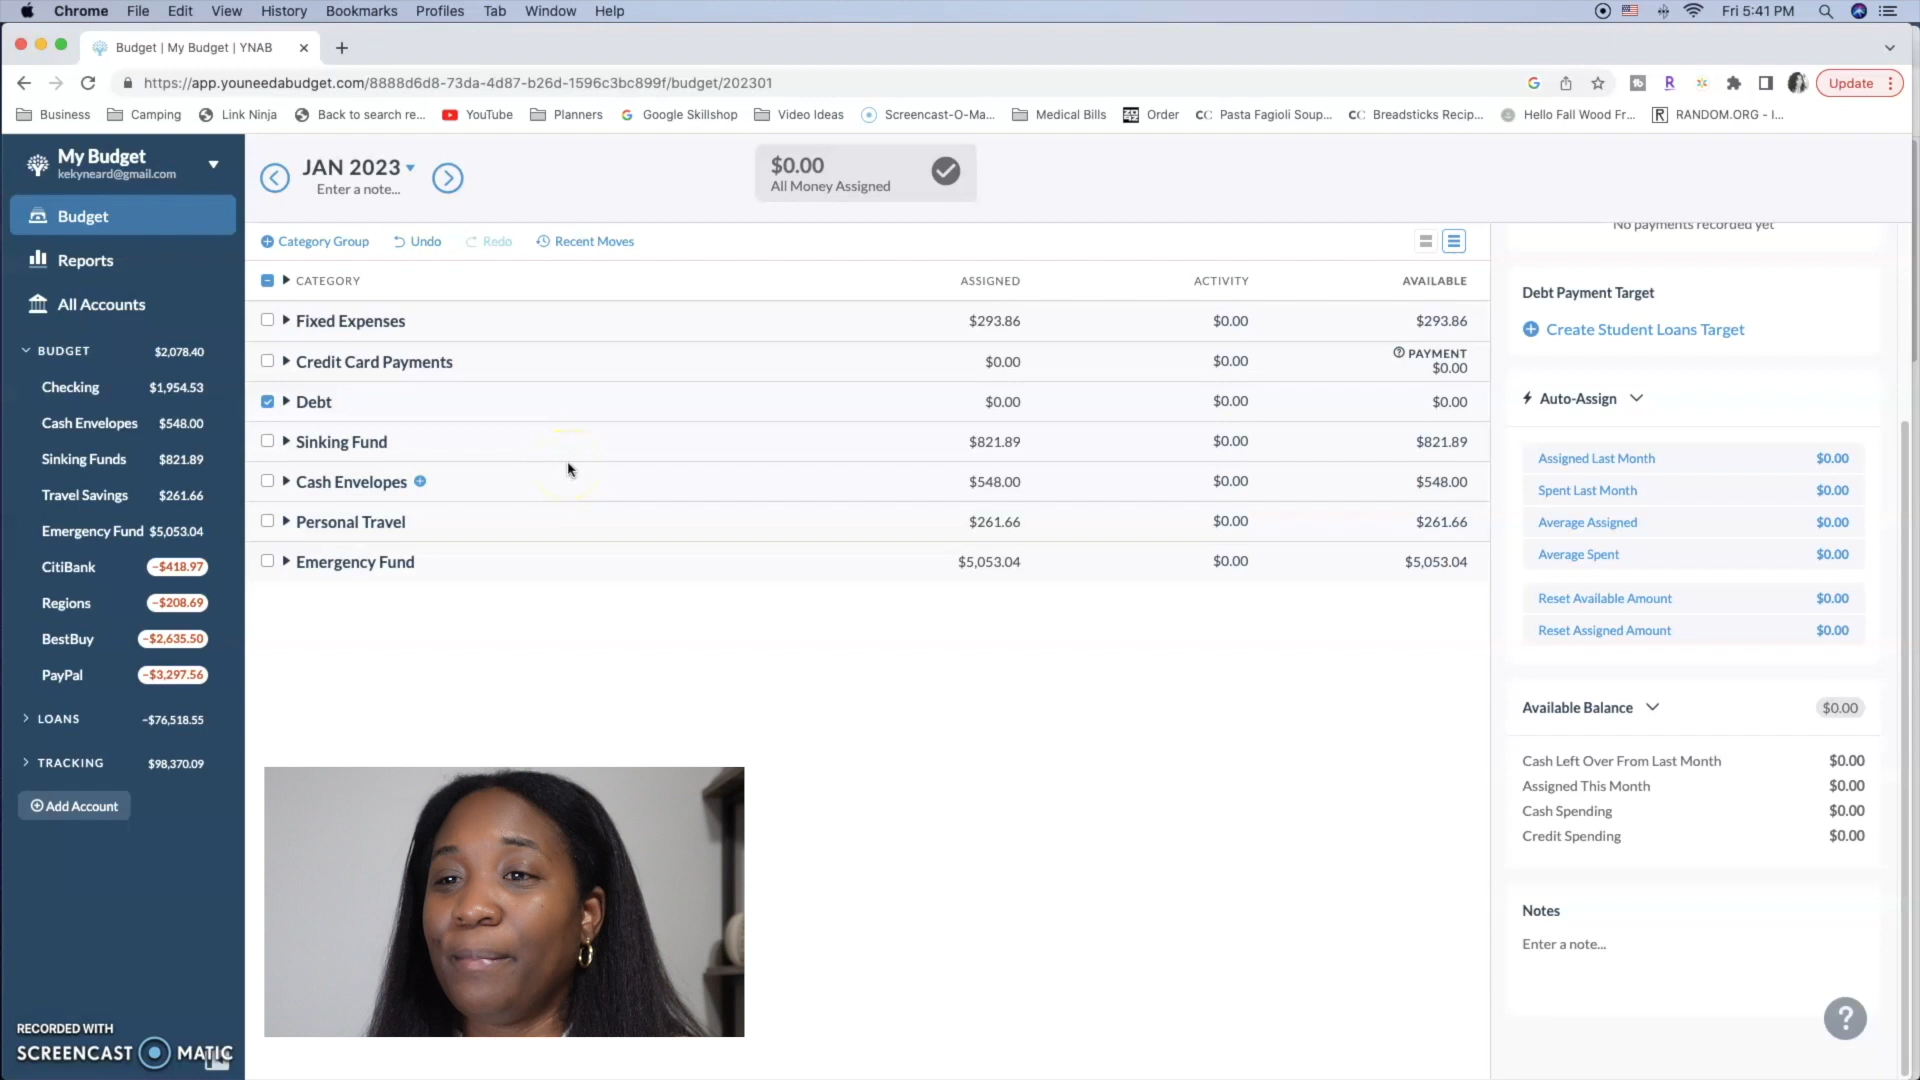 Chrome File Edit View History Bookmarks Profiles Tab Window Help Fri 5:41 PM
Budget | My Budget | YNAB
https://app.youneedabudget.com/8888d6d8-73da-4d87-b26d-1596c3bc899f/budget/202301 Update
Business Camping Link Ninja Back to search re... YouTube Planners Google Skillshop Video Ideas Screencast-O-Ma... Medical Bills Order CC Pasta Fagioli Soup... CC Breadsticks Recip... Hello Fall Wood Fr... RANDOM.ORG - I...
My Budget
kekyneard@gmail.com
Budget
Reports
All Accounts
BUDGET $2,078.40
Checking $1,954.53
Cash Envelopes $548.00
Sinking Funds $821.89
Travel Savings $261.66
Emergency Fund $5,053.04
CitiBank -$418.97
Regions -$208.69
BestBuy -$2,635.50
PayPal -$3,297.56
LOANS -$76,518.55
TRACKING $98,370.09
Add Account
RECORDED WITH
SCREENCAST MATIC
JAN 2023
Enter a note...
$0.00
All Money Assigned
Category Group Undo Redo Recent Moves
CATEGORY ASSIGNED ACTIVITY AVAILABLE
Fixed Expenses $293.86 $0.00 $293.86
Credit Card Payments $0.00 $0.00 PAYMENT
$0.00
Debt $0.00 $0.00 $0.00
Sinking Fund $821.89 $0.00 $821.89
Cash Envelopes $548.00 $0.00 $548.00
Personal Travel $261.66 $0.00 $261.66
Emergency Fund $5,053.04 $0.00 $5,053.04
No payments recorded yet
Debt Payment Target
Create Student Loans Target
Auto-Assign
Assigned Last Month $0.00
Spent Last Month $0.00
Average Assigned $0.00
Average Spent $0.00
Reset Available Amount $0.00
Reset Assigned Amount $0.00
Available Balance $0.00
Cash Left Over From Last Month $0.00
Assigned This Month $0.00
Cash Spending $0.00
Credit Spending $0.00
Notes
Enter a note...
?